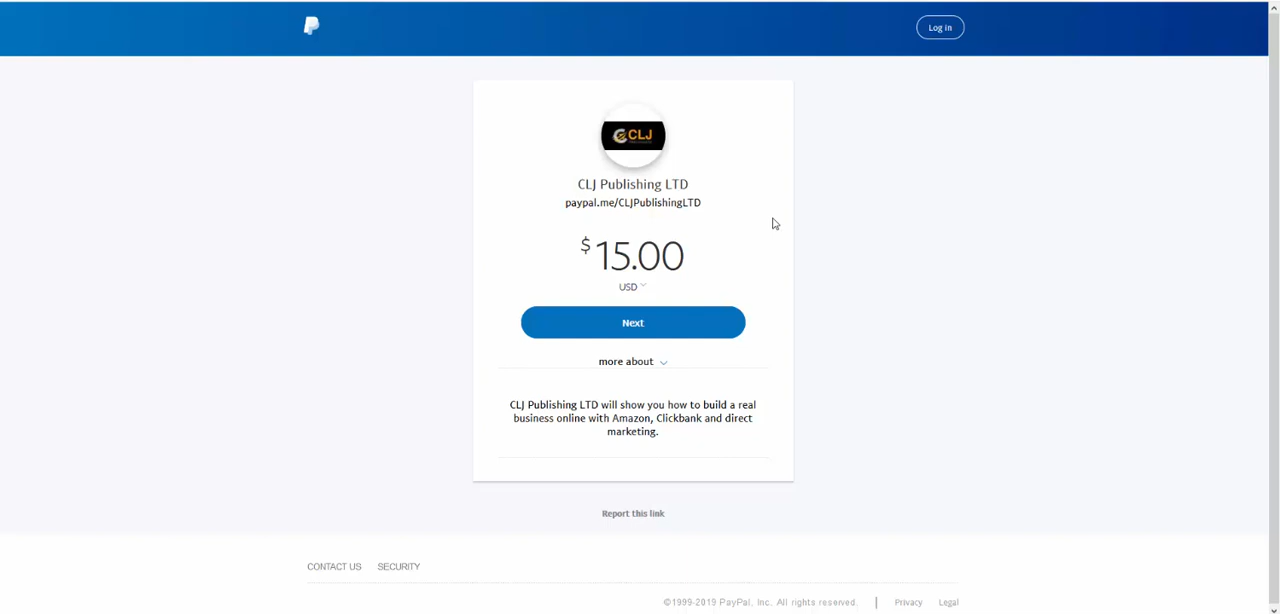 Log in
CLJ
CLJ Publishing LTD
paypal.me/CLJPublishingLTD
$15.00
USD
Next
more about
CLJ Publishing LTD will show you how to build a real
business online with Amazon, Clickbank and direct
marketing.
Report this link
CONTACT US SECURITY
©1999-2019 PayPal, Inc. All rights reserved. | Privacy Legal